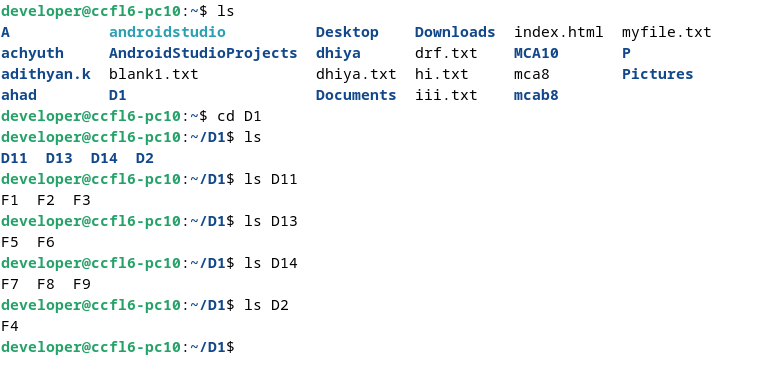 developer@ccfl6-pc10:~$ ls
A           androidstudio          Desktop    Downloads  index.html  myfile.txt
achyuth     AndroidStudioProjects  dhiya      drf.txt    MCA10       P
adithyan.k  blank1.txt             dhiya.txt  hi.txt     mca8        Pictures
ahad        D1                     Documents  iii.txt    mcab8
developer@ccfl6-pc10:~$ cd D1
developer@ccfl6-pc10:~/D1$ ls
D11  D13  D14  D2
developer@ccfl6-pc10:~/D1$ ls D11
F1  F2  F3
developer@ccfl6-pc10:~/D1$ ls D13
F5  F6
developer@ccfl6-pc10:~/D1$ ls D14
F7  F8  F9
developer@ccfl6-pc10:~/D1$ ls D2
F4
developer@ccfl6-pc10:~/D1$